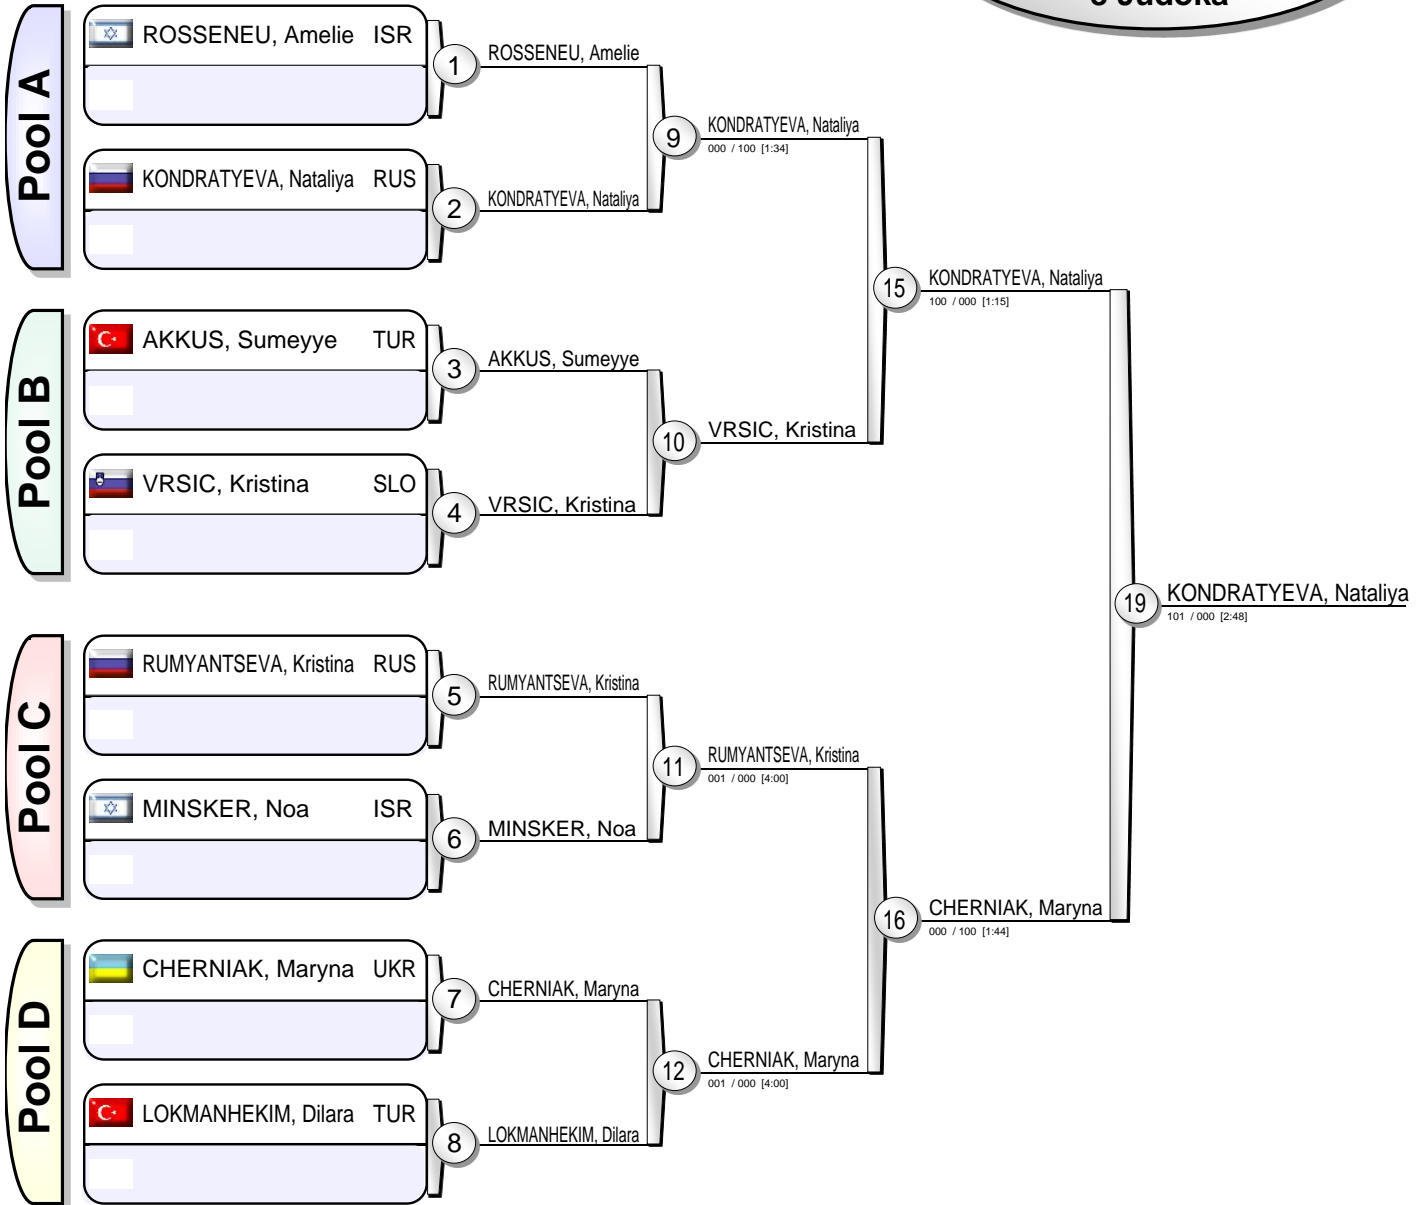 8 Judoka
Pool A
ROSSENEU, Amelie ISR
1
ROSSENEU, Amelie
KONDRATYEVA, Nataliya RUS
2
KONDRATYEVA, Nataliya
9
KONDRATYEVA, Nataliya
000 / 100 [1:34]
Pool B
AKKUS, Sumeyye TUR
3
AKKUS, Sumeyye
VRSIC, Kristina SLO
4
VRSIC, Kristina
10
VRSIC, Kristina
15
KONDRATYEVA, Nataliya
100 / 000 [1:15]
Pool C
RUMYANTSEVA, Kristina RUS
5
RUMYANTSEVA, Kristina
MINSKER, Noa ISR
6
MINSKER, Noa
11
RUMYANTSEVA, Kristina
001 / 000 [4:00]
Pool D
CHERNIAK, Maryna UKR
7
CHERNIAK, Maryna
LOKMANHEKIM, Dilara TUR
8
LOKMANHEKIM, Dilara
12
CHERNIAK, Maryna
001 / 000 [4:00]
16
CHERNIAK, Maryna
000 / 100 [1:44]
19
KONDRATYEVA, Nataliya
101 / 000 [2:48]